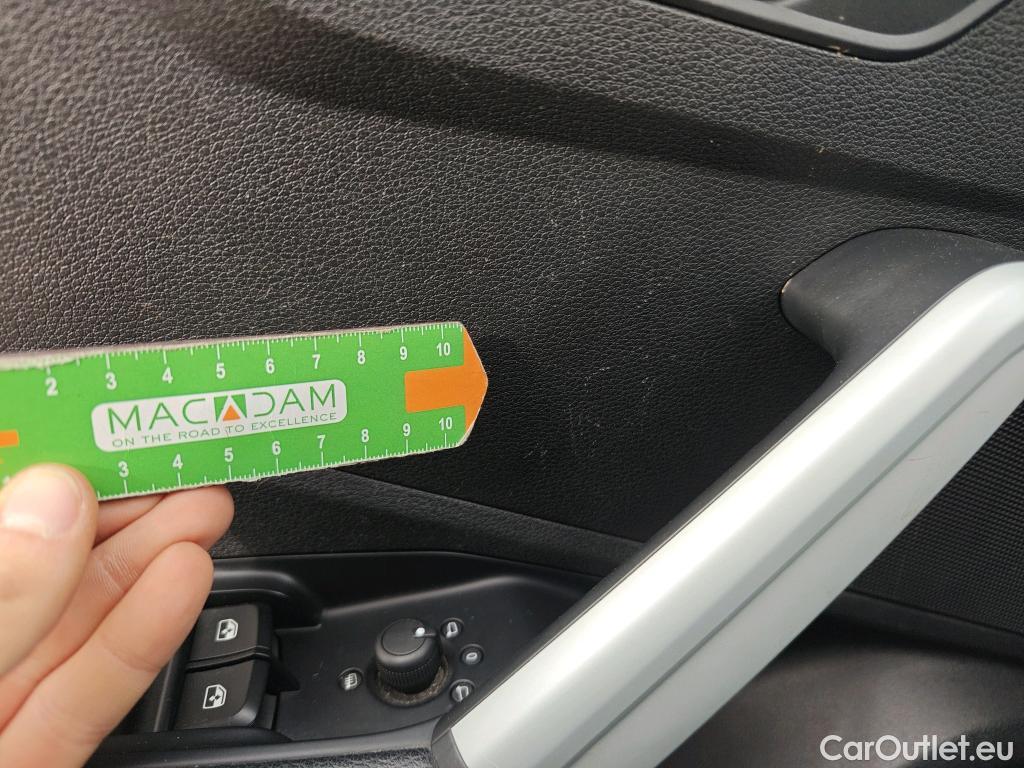 2 3 4 5 6 7 8 9 10
MACADAM
ON THE ROAD TO EXCELLENCE
3 4 5 6 7 8 9 10
0
CarOutlet.eu